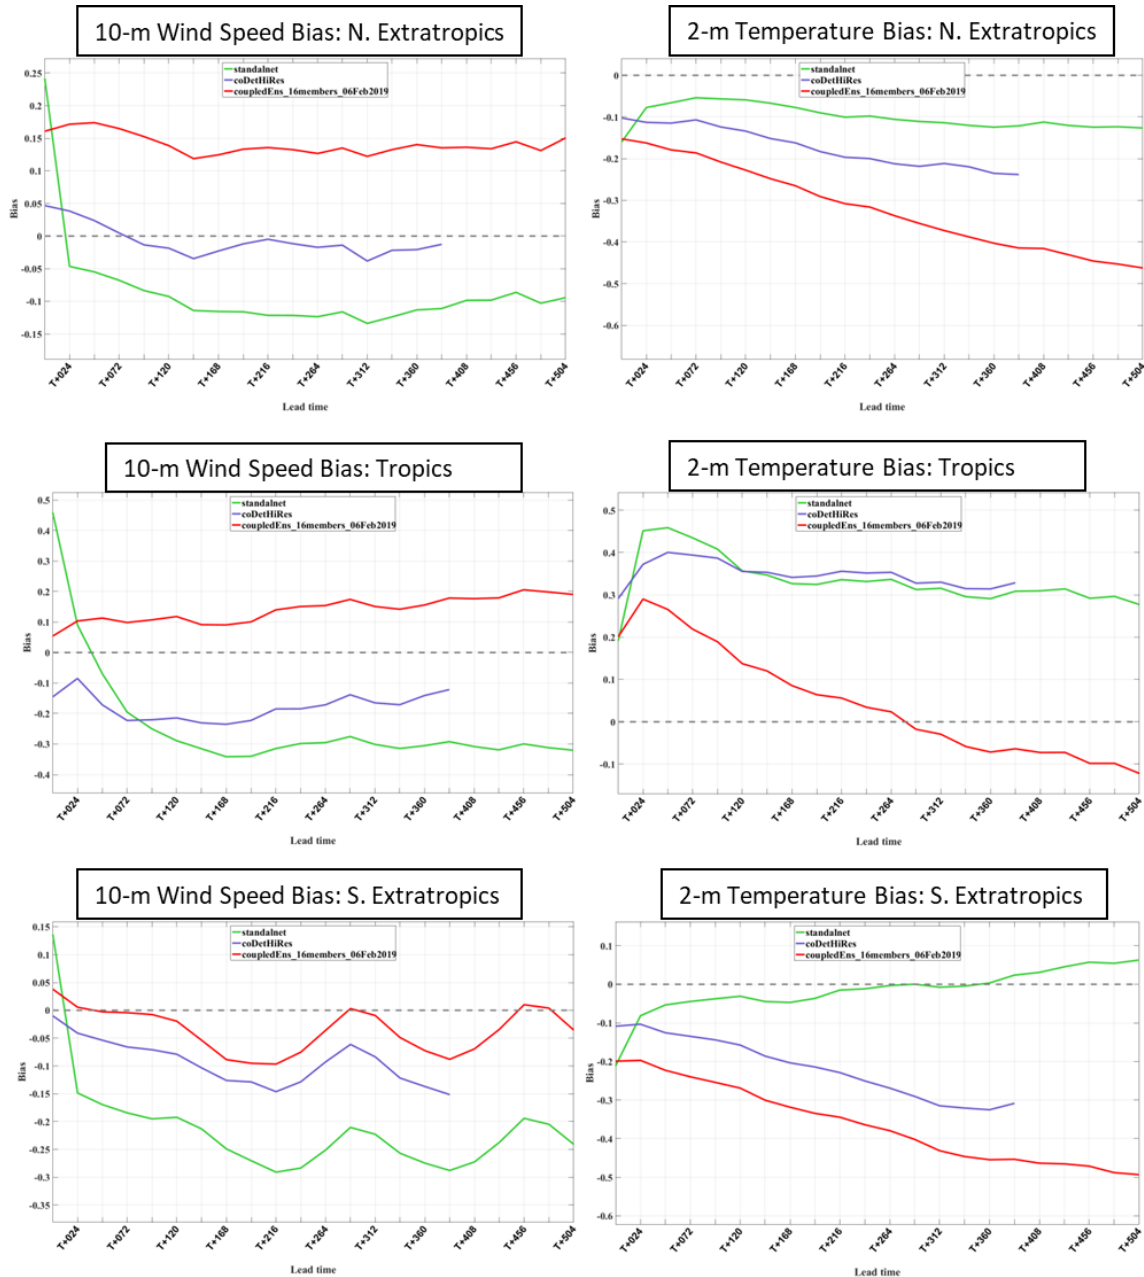 10-m Wind Speed Bias: N. Extratropics
standalnet
coDetHiRes
coupledEns_16members_06Feb2019
0.25
0.2
0.15
0.1
0.05
0
-0.05
-0.1
-0.15
Bias
T+024
T+072
T+120
T+168
T+216
T+264
T+312
T+360
T+408
T+456
T+504
Lead time
2-m Temperature Bias: N. Extratropics
standalnet
coDetHiRes
coupledEns_16members_06Feb2019
0
-0.1
-0.2
-0.3
-0.4
-0.5
-0.6
Bias
T+024
T+072
T+120
T+168
T+216
T+264
T+312
T+360
T+408
T+456
T+504
Lead time
10-m Wind Speed Bias: Tropics
standalnet
coDetHiRes
coupledEns_16members_06Feb2019
0.5
0.4
0.3
0.2
0.1
0
-0.1
-0.2
-0.3
-0.4
Bias
T+024
T+072
T+120
T+168
T+216
T+264
T+312
T+360
T+408
T+456
T+504
Lead time
2-m Temperature Bias: Tropics
standalnet
coDetHiRes
coupledEns_16members_06Feb2019
0.5
0.4
0.3
0.2
0.1
0
-0.1
Bias
T+024
T+072
T+120
T+168
T+216
T+264
T+312
T+360
T+408
T+456
T+504
Lead time
10-m Wind Speed Bias: S. Extratropics
standalnet
coDetHiRes
coupledEns_16members_06Feb2019
0.15
0.1
0.05
0
-0.05
-0.1
-0.15
-0.2
-0.25
-0.3
-0.35
Bias
T+024
T+072
T+120
T+168
T+216
T+264
T+312
T+360
T+408
T+456
T+504
Lead time
2-m Temperature Bias: S. Extratropics
standalnet
coDetHiRes
coupledEns_16members_06Feb2019
0.1
0
-0.1
-0.2
-0.3
-0.4
-0.5
-0.6
Bias
T+024
T+072
T+120
T+168
T+216
T+264
T+312
T+360
T+408
T+456
T+504
Lead time